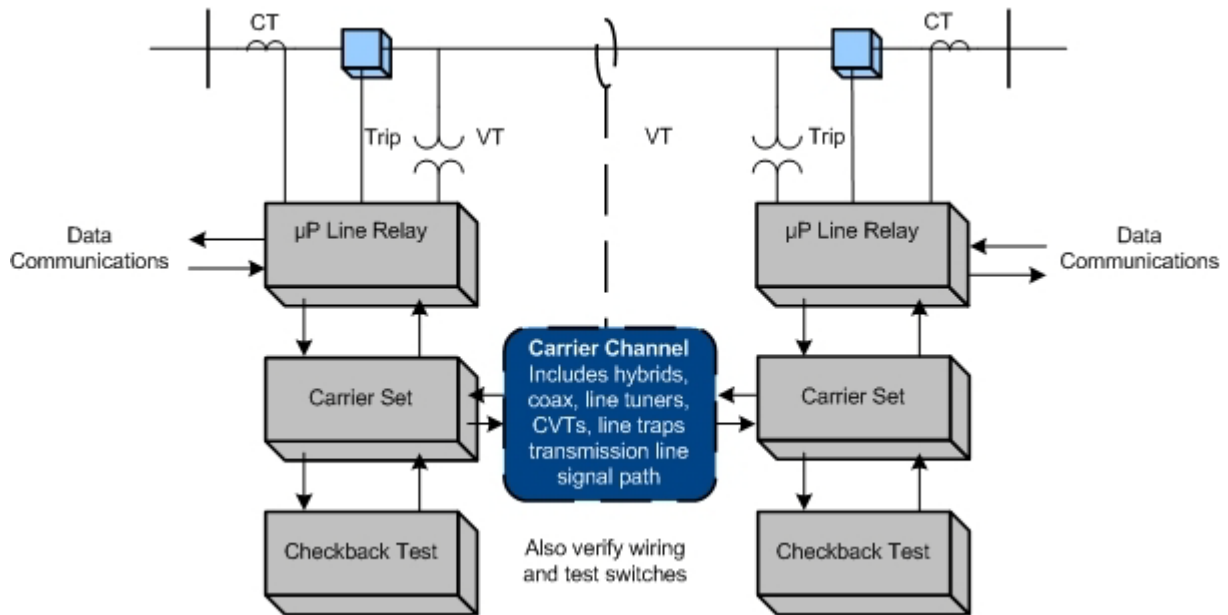 CT
CT
Trip
VT
VT
Trip
µP Line Relay
µP Line Relay
Data
Communications
Data
Communications
Carrier Set
Carrier Channel
Includes hybrids,
coax, line tuners,
CVTs, line traps
transmission line
signal path
Carrier Set
Checkback Test
Also verify wiring
and test switches
Checkback Test